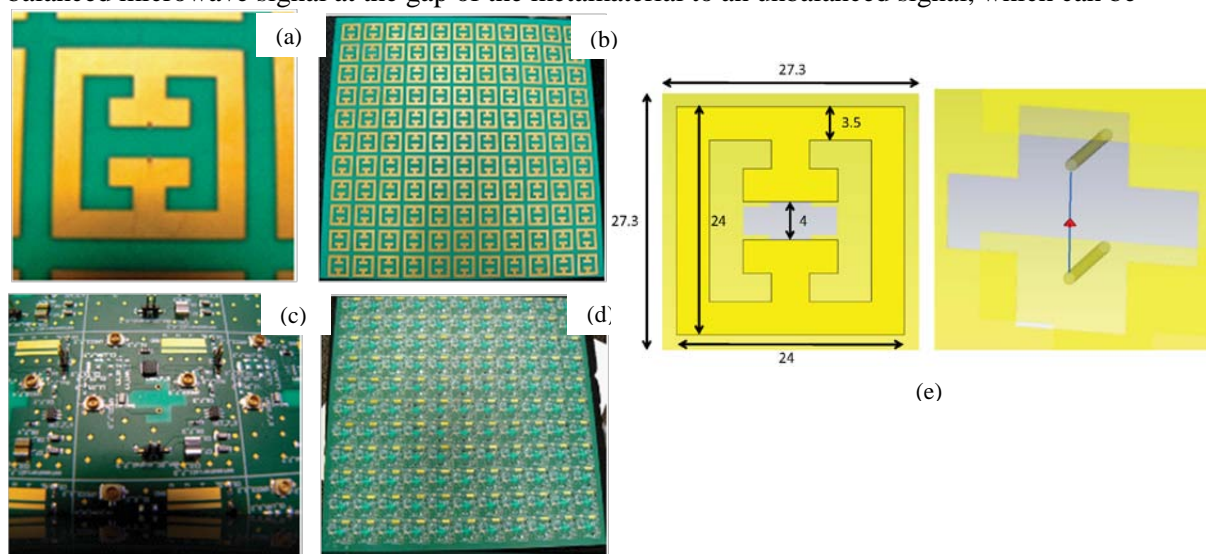 balanced microwave signal at the gap of the metamaterial to an unbalanced signal, which can be
(a)
(b)
27.3
3.5
27.3
24
4
24
(c)
(d)
(e)